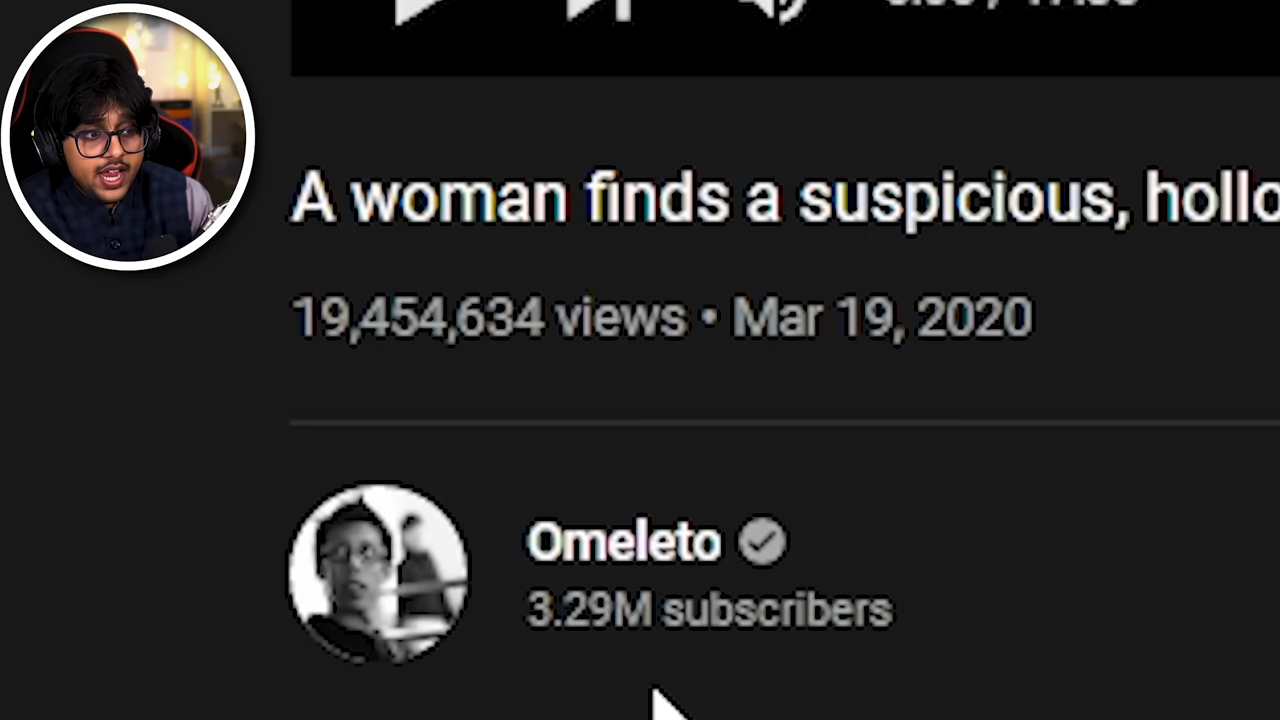 A woman finds a suspicious, hollo
19,454,634 views • Mar 19, 2020
Omeleto
3.29M subscribers